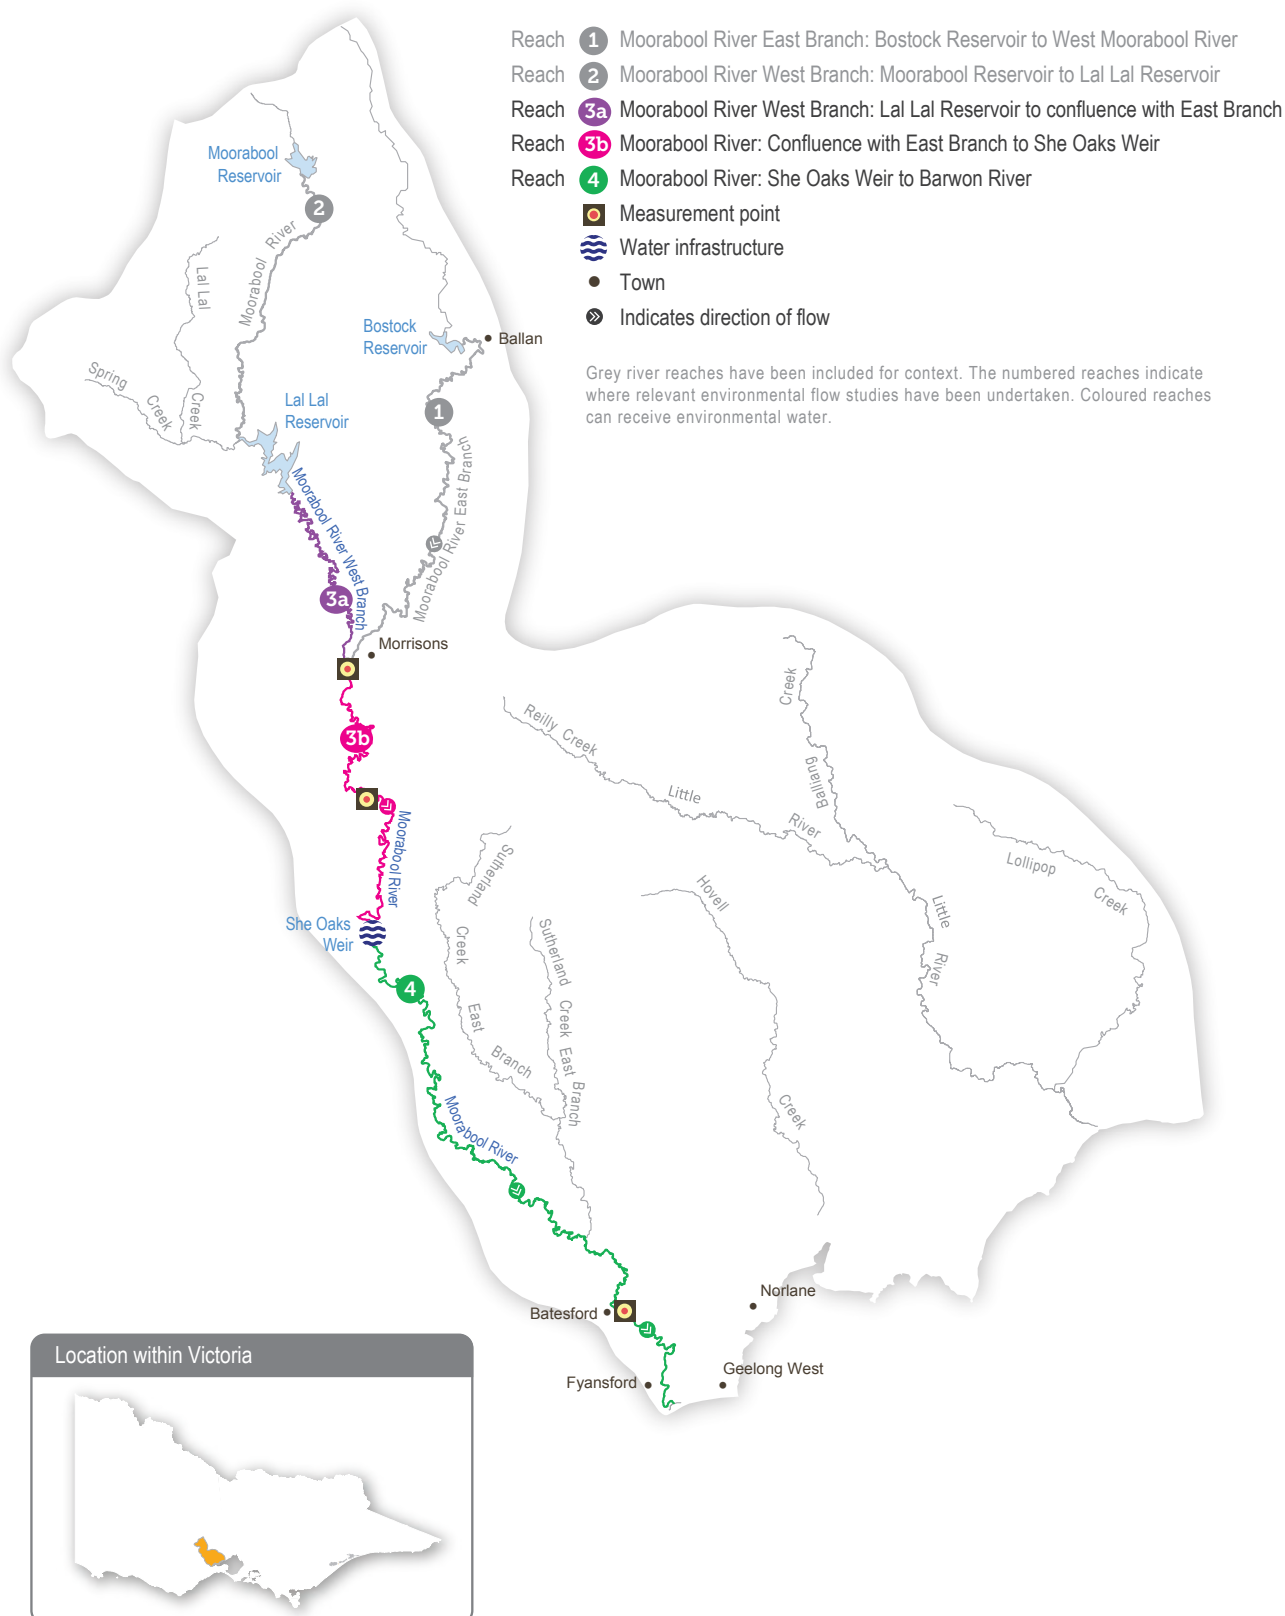 Reach 1 Moorabool River East Branch: Bostock Reservoir to West Moorabool River
Reach 2 Moorabool River West Branch: Moorabool Reservoir to Lal Lal Reservoir
Reach 3a Moorabool River West Branch: Lal Lal Reservoir to confluence with East Branch
Reach 3b Moorabool River: Confluence with East Branch to She Oaks Weir
Reach 4 Moorabool River: She Oaks Weir to Barwon River
Measurement point
Water infrastructure
Town
Indicates direction of flow
Grey river reaches have been included for context. The numbered reaches indicate
where relevant environmental flow studies have been undertaken. Coloured reaches
can receive environmental water.
Moorabool
Reservoir
2
Moorabool River
Lal Lal
Creek
Spring
Creek
Bostock
Reservoir
Ballan
Lal Lal
Reservoir
1
Moorabool River East Branch
Moorabool River West Branch
3a
Morrisons
3b
Moorabool River
She Oaks
Weir
4
Moorabool River
Reilly Creek
Little
River
Creek
Balliang
Lollipop
Creek
Little
River
Sutherland
Creek
East
Branch
Sutherland Creek East Branch
Hovell
Creek
Batesford
Norlane
Fyansford
Geelong West
Location within Victoria